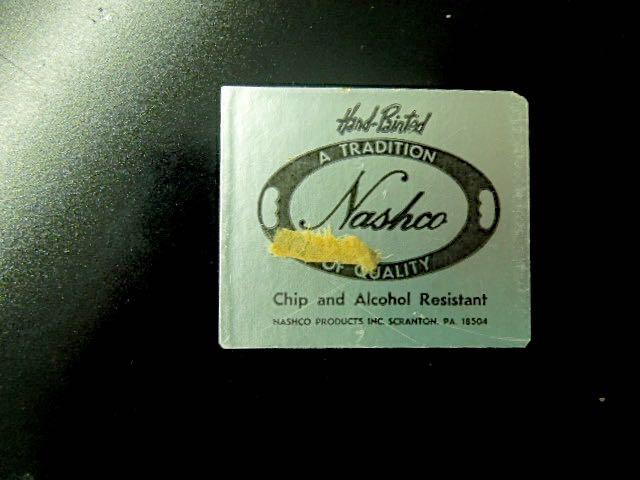 Hand-Painted
A TRADITION
Nashco
OF QUALITY
Chip and Alcohol Resistant
NASHCO PRODUCTS INC. SCRANTON, PA. 18504